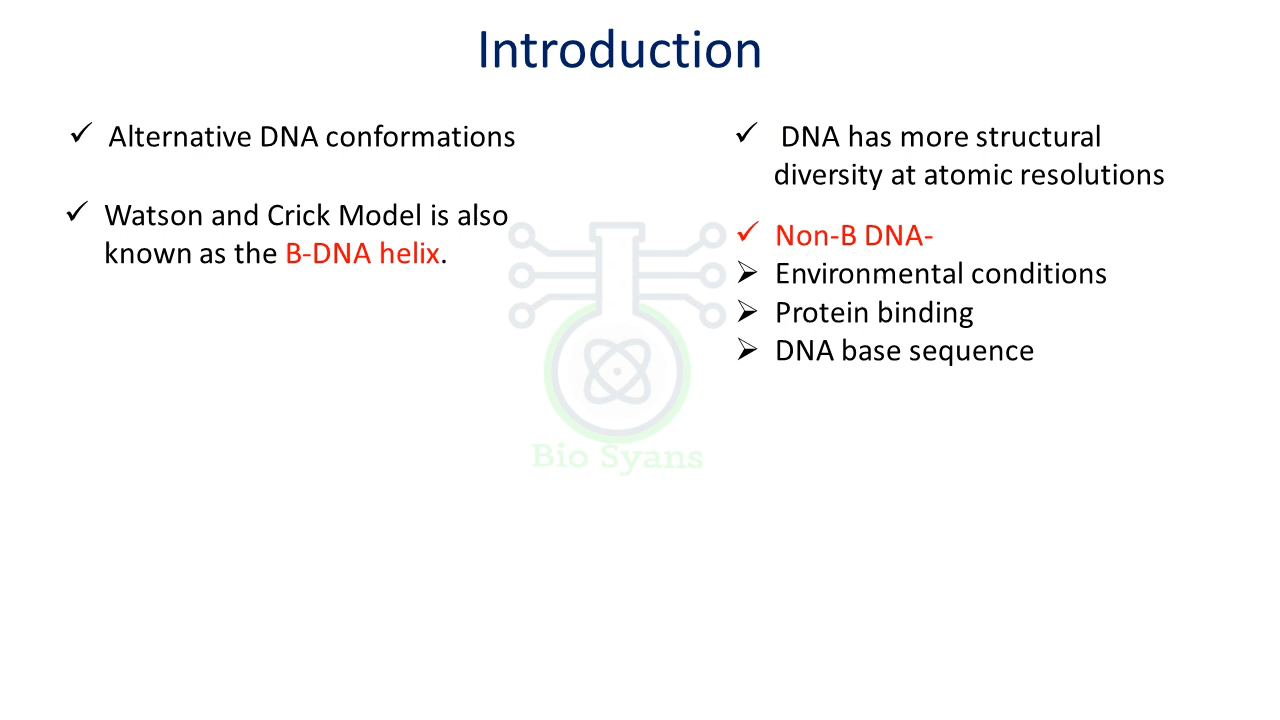 Introduction
✓ Alternative DNA conformations
✓ Watson and Crick Model is also
known as the B-DNA helix.
✓ DNA has more structural
diversity at atomic resolutions
✓ Non-B DNA-
➢ Environmental conditions
➢ Protein binding
➢ DNA base sequence
Bio Syans